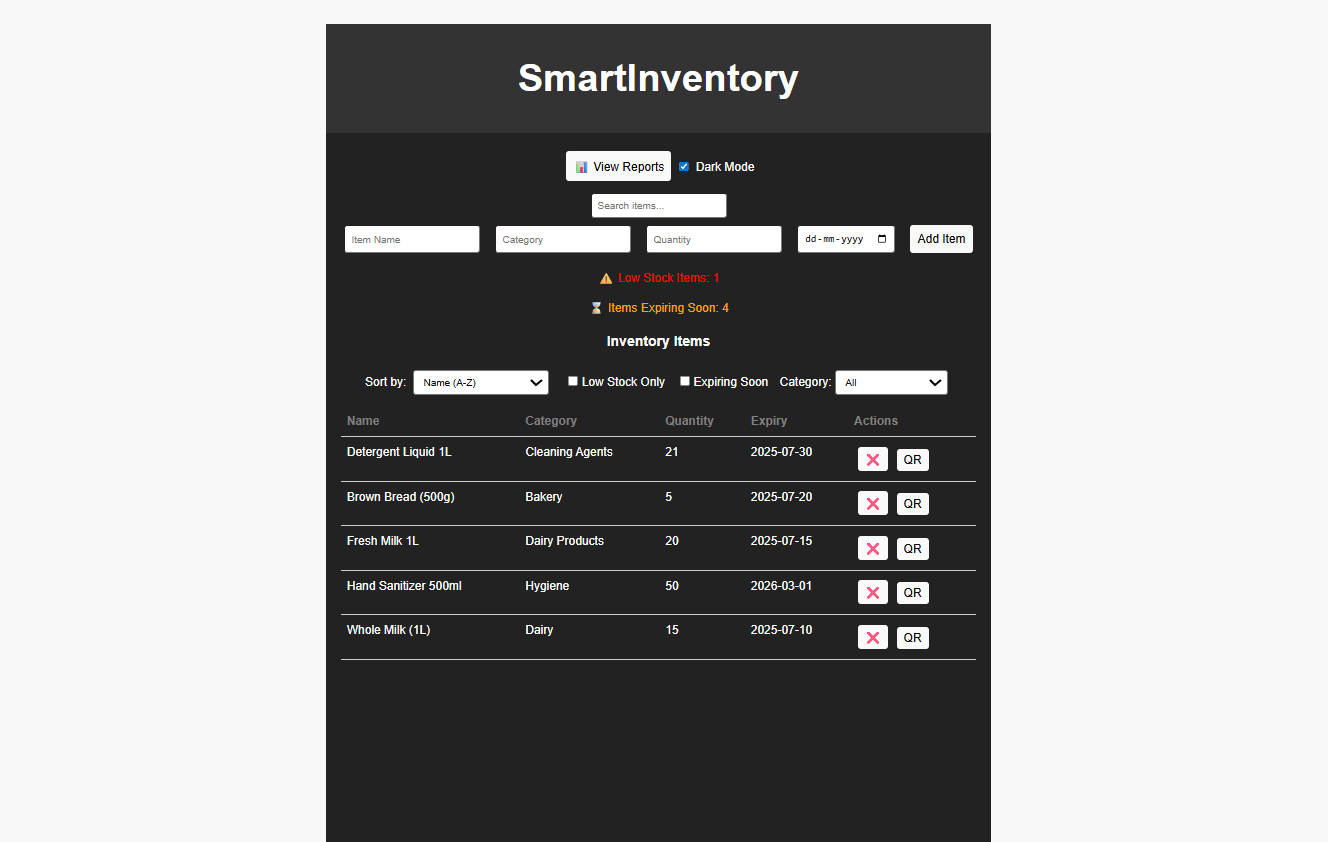 SmartInventory
View Reports Dark Mode
Search items...
Item Name Category Quantity dd-mm-yyyy Add Item
Low Stock Items: 1
Items Expiring Soon: 4
Inventory Items
Sort by: Name (A-Z) Low Stock Only Expiring Soon Category: All
Name Category Quantity Expiry Actions
Detergent Liquid 1L Cleaning Agents 21 2025-07-30 QR
Brown Bread (500g) Bakery 5 2025-07-20 QR
Fresh Milk 1L Dairy Products 20 2025-07-15 QR
Hand Sanitizer 500ml Hygiene 50 2026-03-01 QR
Whole Milk (1L) Dairy 15 2025-07-10 QR